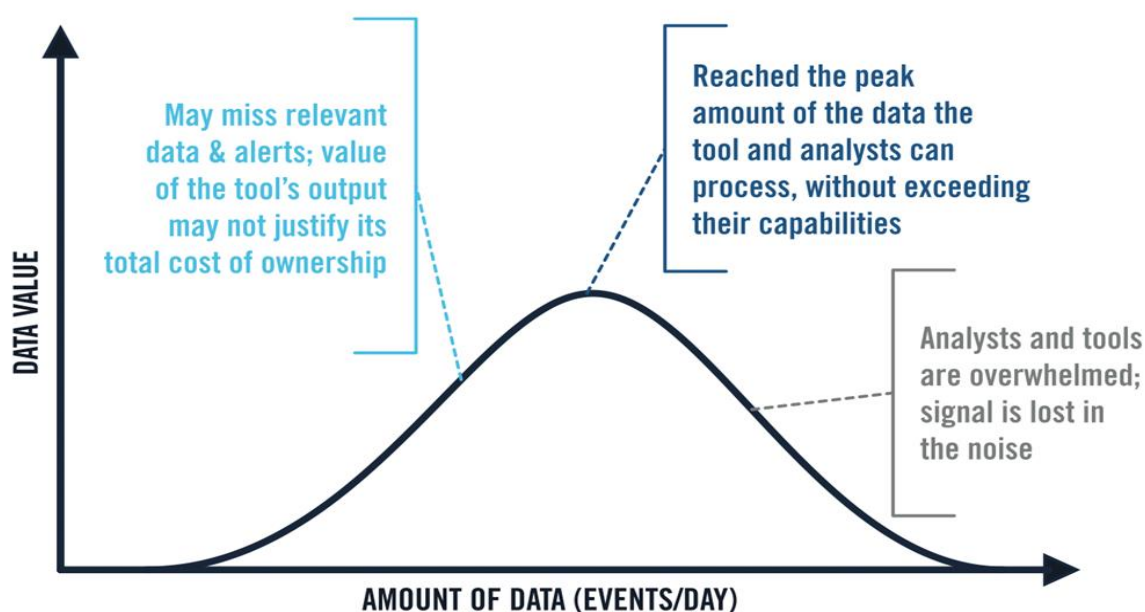 May miss relevant
data & alerts; value
of the tool's output
may not justify its
total cost of ownership
Reached the peak
amount of the data the
tool and analysts can
process, without exceeding
their capabilities
Analysts and tools
are overwhelmed;
signal is lost in
the noise
DATA VALUE
AMOUNT OF DATA (EVENTS/DAY)